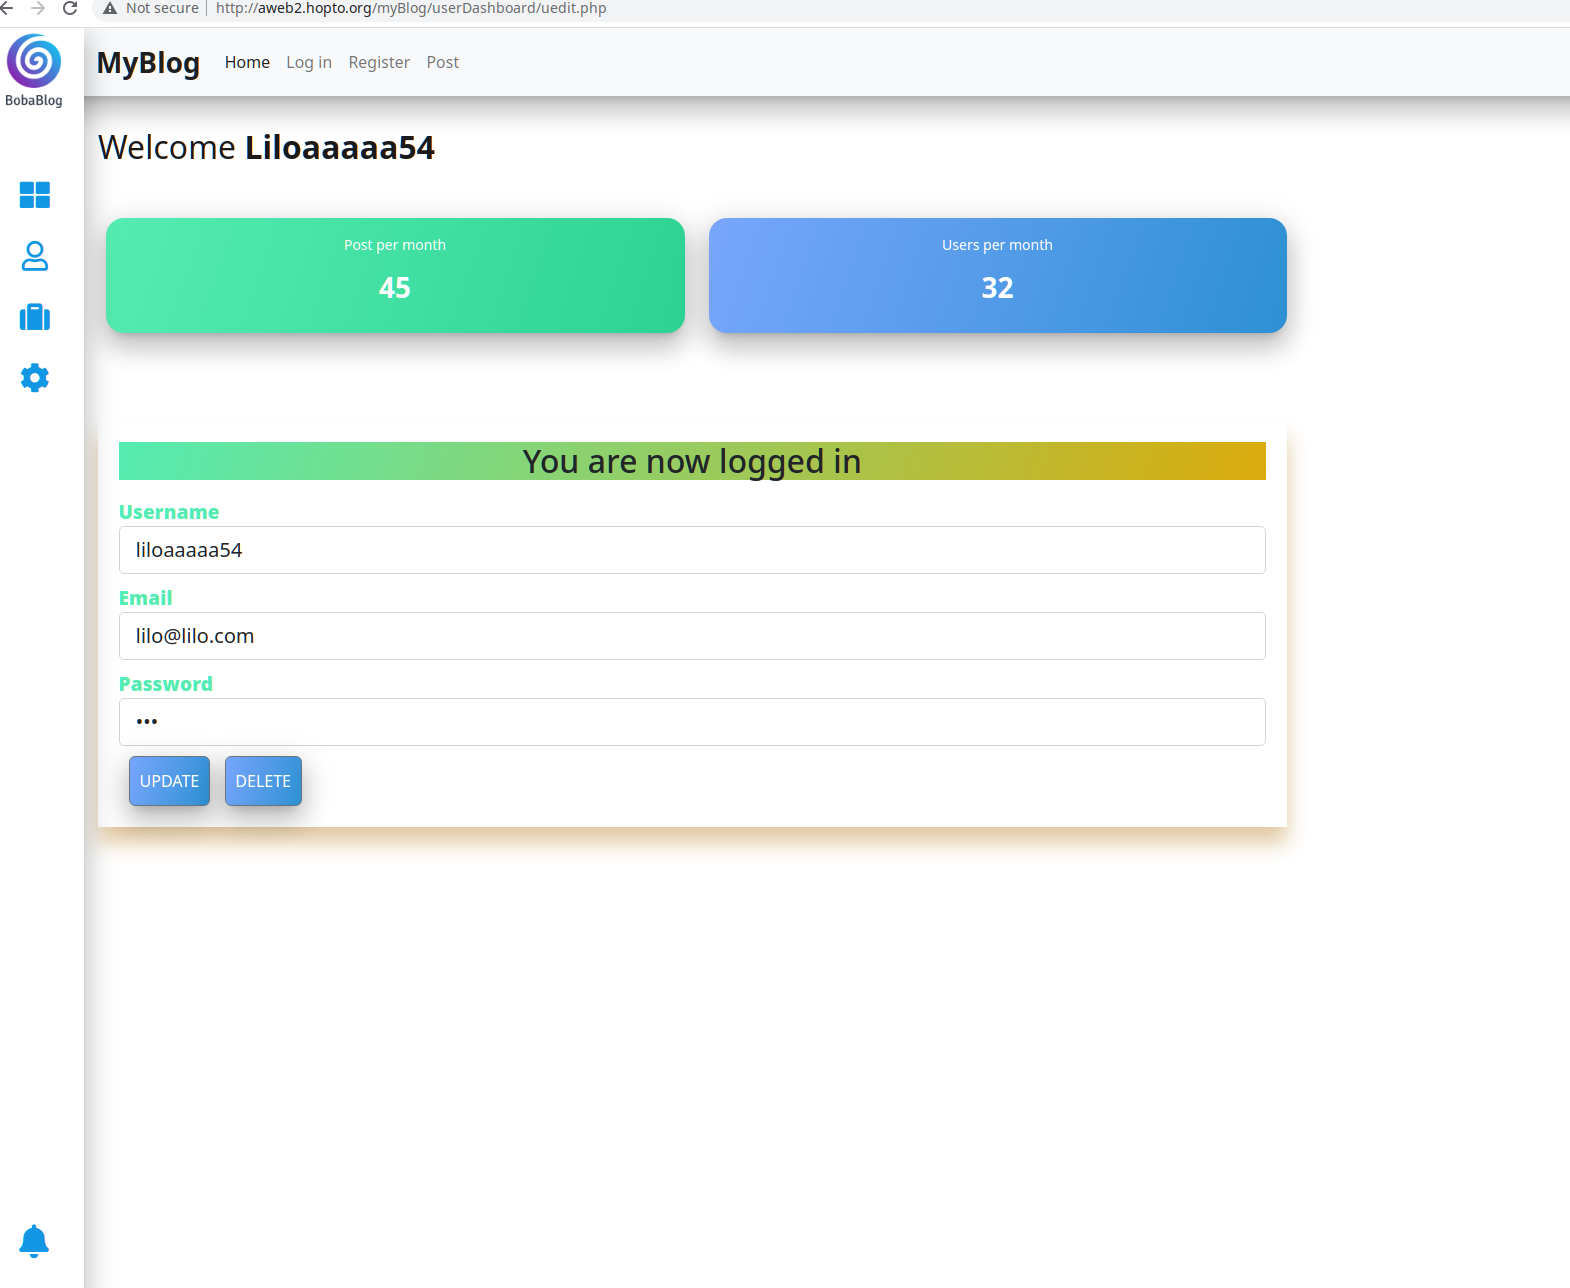 Not secure http://aweb2.hopto.org/myBlog/userDashboard/uedit.php
BobaBlog
MyBlog Home Log in Register Post
Welcome Liloaaaaa54
Post per month
45
Users per month
32
You are now logged in
Username
liloaaaaa54
Email
lilo@lilo.com
Password
•••
UPDATE DELETE